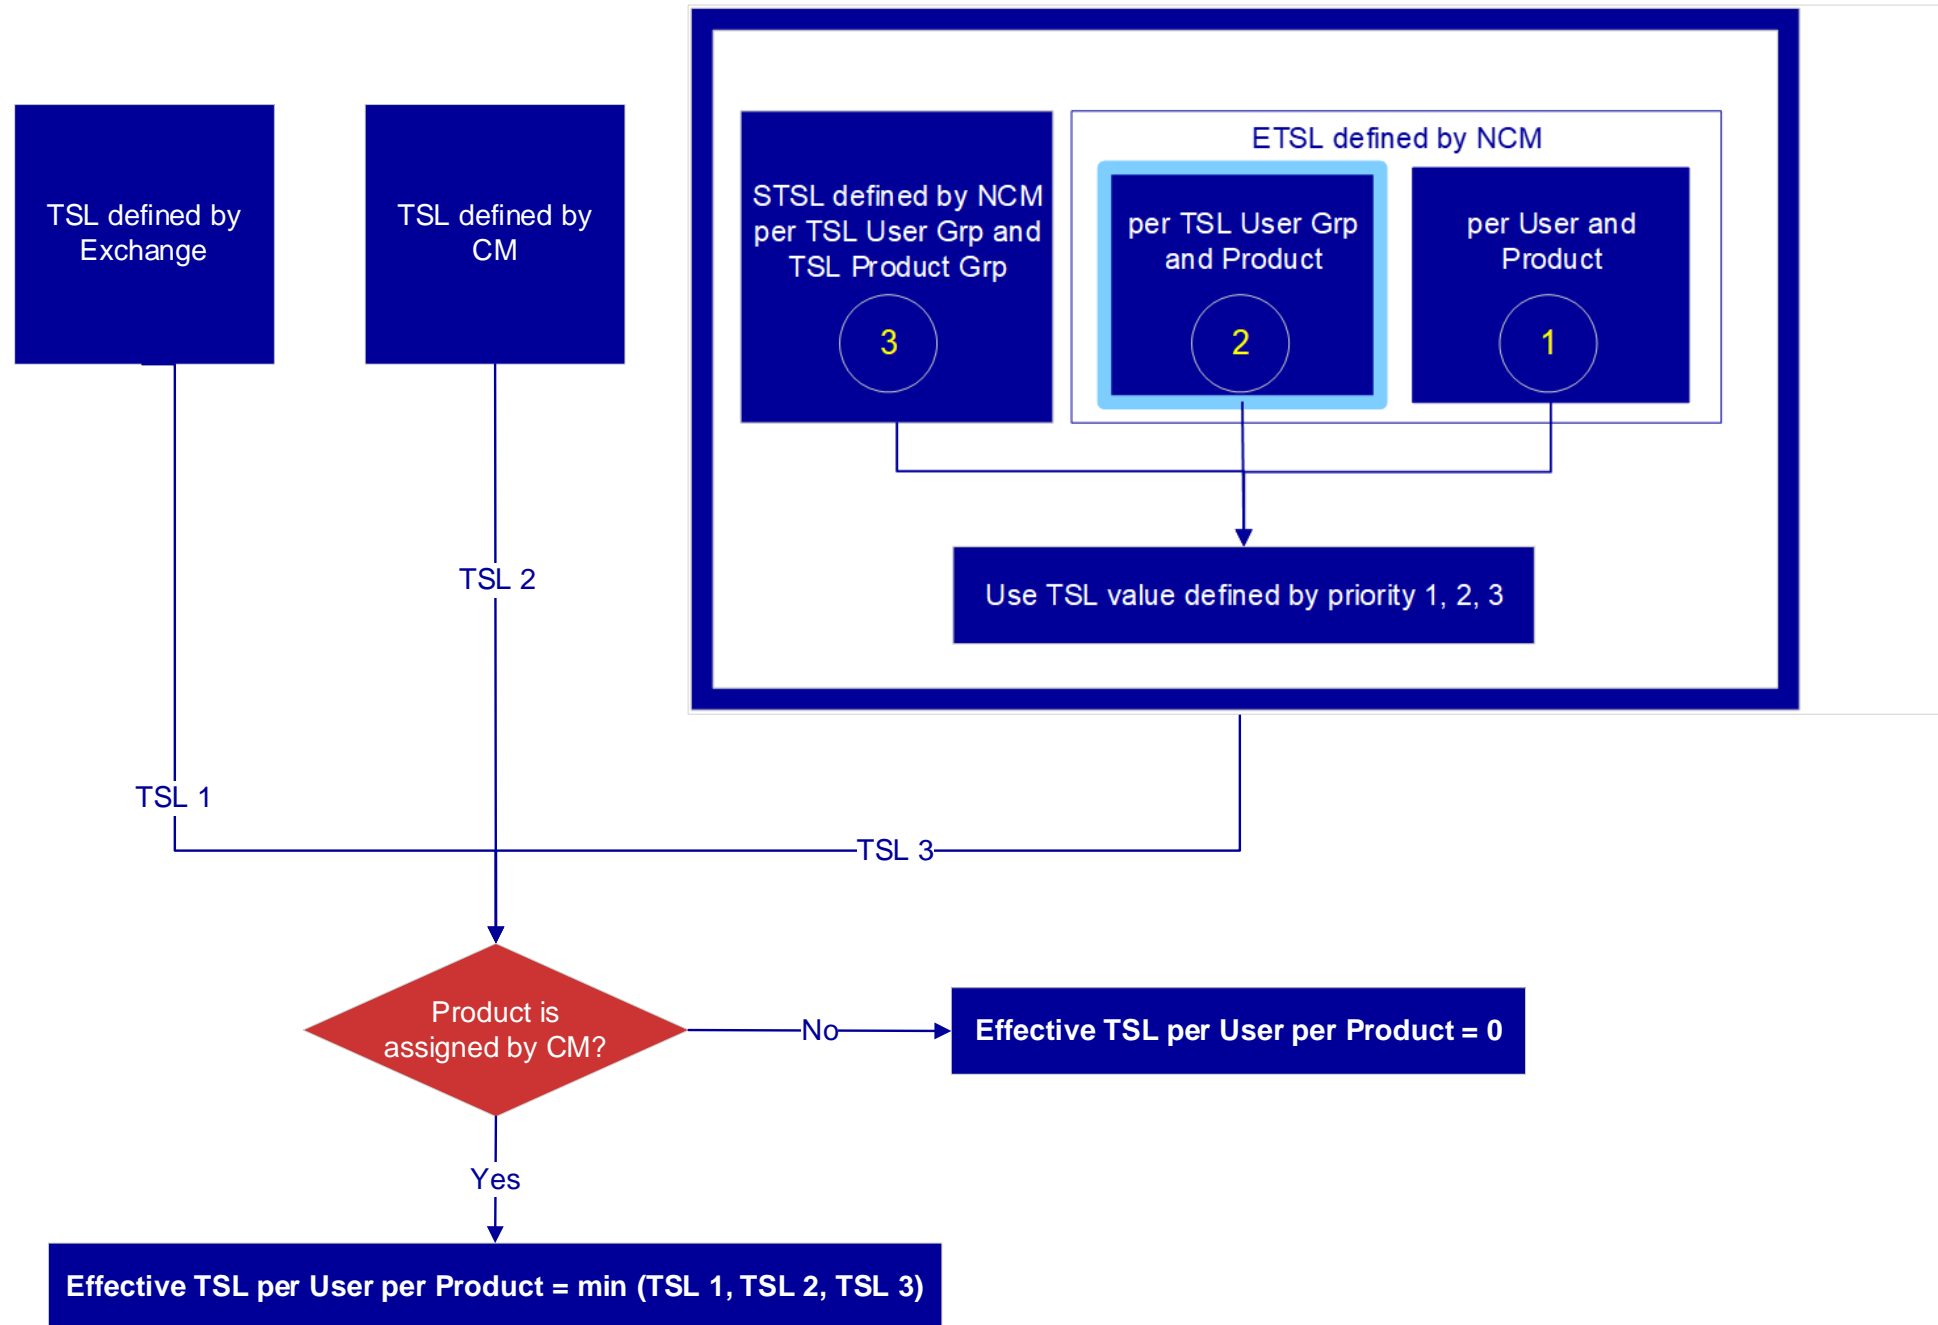 TSL defined by
Exchange
TSL defined by
CM
STSL defined by NCM
per TSL User Grp and
TSL Product Grp
3
ETSL defined by NCM
per TSL User Grp
and Product
2
per User and
Product
1
Use TSL value defined by priority 1, 2, 3
TSL 2
TSL 1
TSL 3
Product is
assigned by CM?
No
Effective TSL per User per Product = 0
Yes
Effective TSL per User per Product = min (TSL 1, TSL 2, TSL 3)